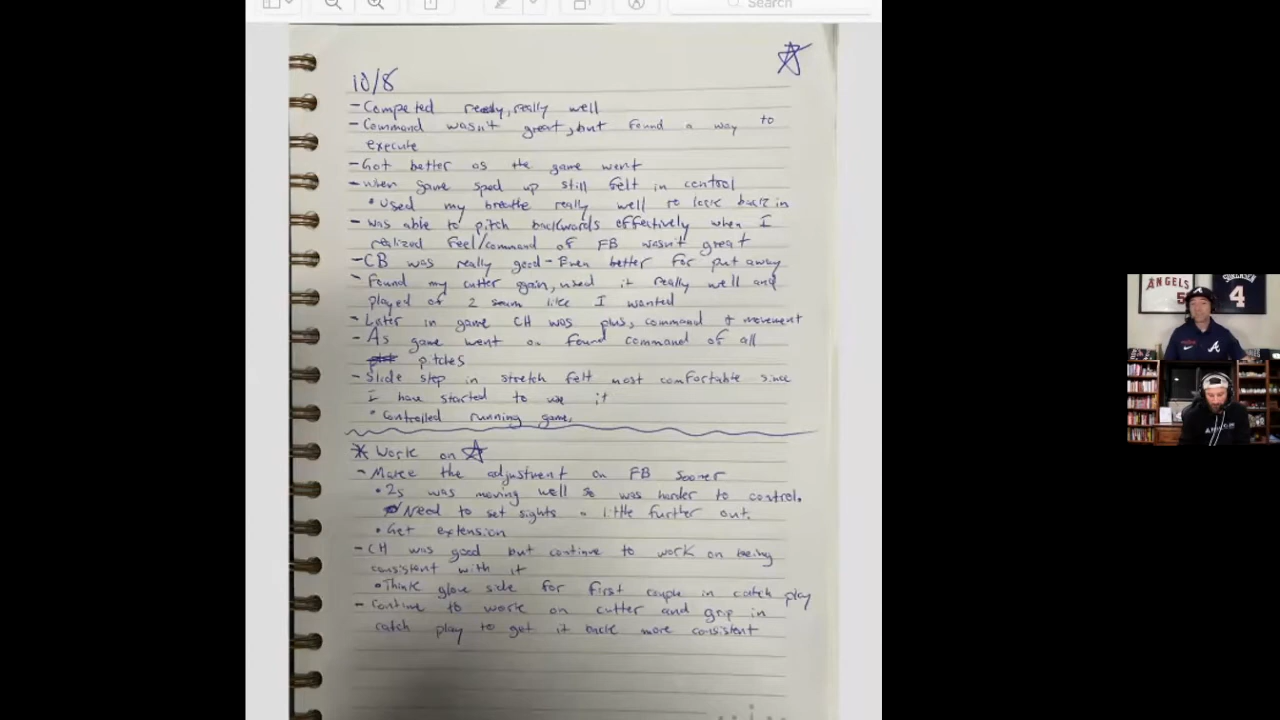 Search
10/8
- Competed really, really well
- Command wasn't great, but found a way to
execute
- Got better as the game went
- When game sped up still felt in control
• Used my breathe really well to lock back in
- Was able to pitch backwards effectively when I
realized feel/command of FB wasn't great
- CB was really good - Even better for put away
- Found my cutter again, used it really well and
played of 2 seam like I wanted
- Later in game CH was plus, command + movement
- As game went on found command of all
pitches
- Slide step in stretch felt most comfortable since
I have started to use it
• Controlled running game.
* Work on ☆
- Make the adjustment on FB sooner
• 2s was moving well so was harder to control.
Need to set sights a little further out.
• Get extension
- CH was good but continue to work on being
consistent with it
• Think glove side for first couple in catch play
- Continue to work on cutter and grip in
catch play to get it back more consistent
ANGELS
5
SORENSEN
4
A
A